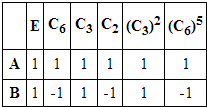 E C₆ C₃ C₂ (C₃)² (C₆)⁵
A 1 1 1 1 1 1
B 1 -1 1 -1 1 -1